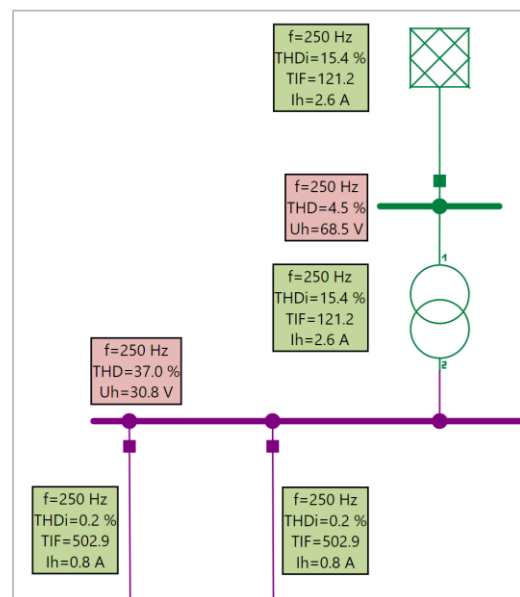 f=250 Hz
THDi=15.4 %
TIF=121.2
Ih=2.6 A
f=250 Hz
THD=4.5 %
Uh=68.5 V
1
f=250 Hz
THDi=15.4 %
TIF=121.2
Ih=2.6 A
2
f=250 Hz
THD=37.0 %
Uh=30.8 V
f=250 Hz
THDi=0.2 %
TIF=502.9
Ih=0.8 A
f=250 Hz
THDi=0.2 %
TIF=502.9
Ih=0.8 A